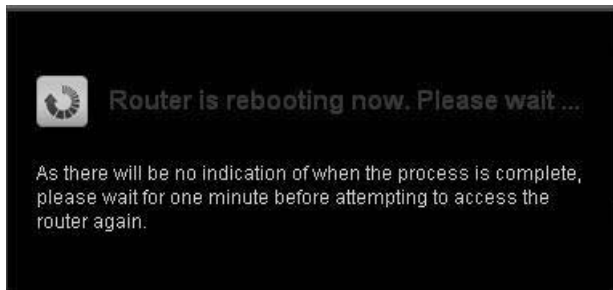 Router is rebooting now. Please wait ...
As there will be no indication of when the process is complete,
please wait for one minute before attempting to access the
router again.